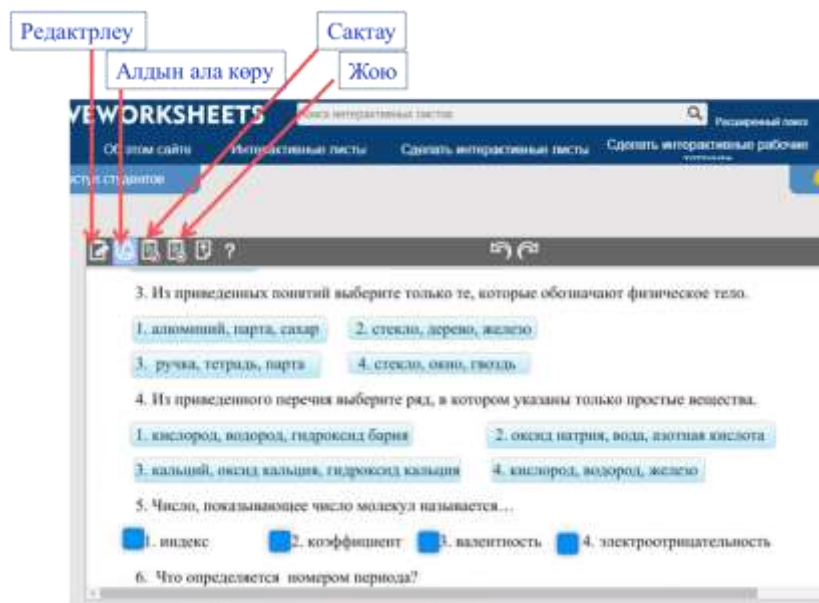 Редактрлеу
Сақтау
Алдын ала көру
Жою
VEWORKSHEETS
поиск интерактивных листов
Расширенный поиск
Об этом сайте Интерактивные листы Сделать интерактивные листы Сделать интерактивные рабочие
студентов
?
3. Из приведенных понятий выберите только те, которые обозначают физическое тело.
1. алюминий, парта, сахар 2. стекло, дерево, железо
3. ручка, тетрадь, парта 4. стекло, окно, гвоздь
4. Из приведенного перечня выберите ряд, в котором указаны только простые вещества.
1. кислород, водород, гидроксид бария 2. оксид натрия, вода, азотная кислота
3. кальций, оксид кальция, гидроксид кальция 4. кислород, водород, железо
5. Число, показывающее число молекул называется…
1. индекс 2. коэффициент 3. валентность 4. электроотрицательность
6. Что определяется номером периода?